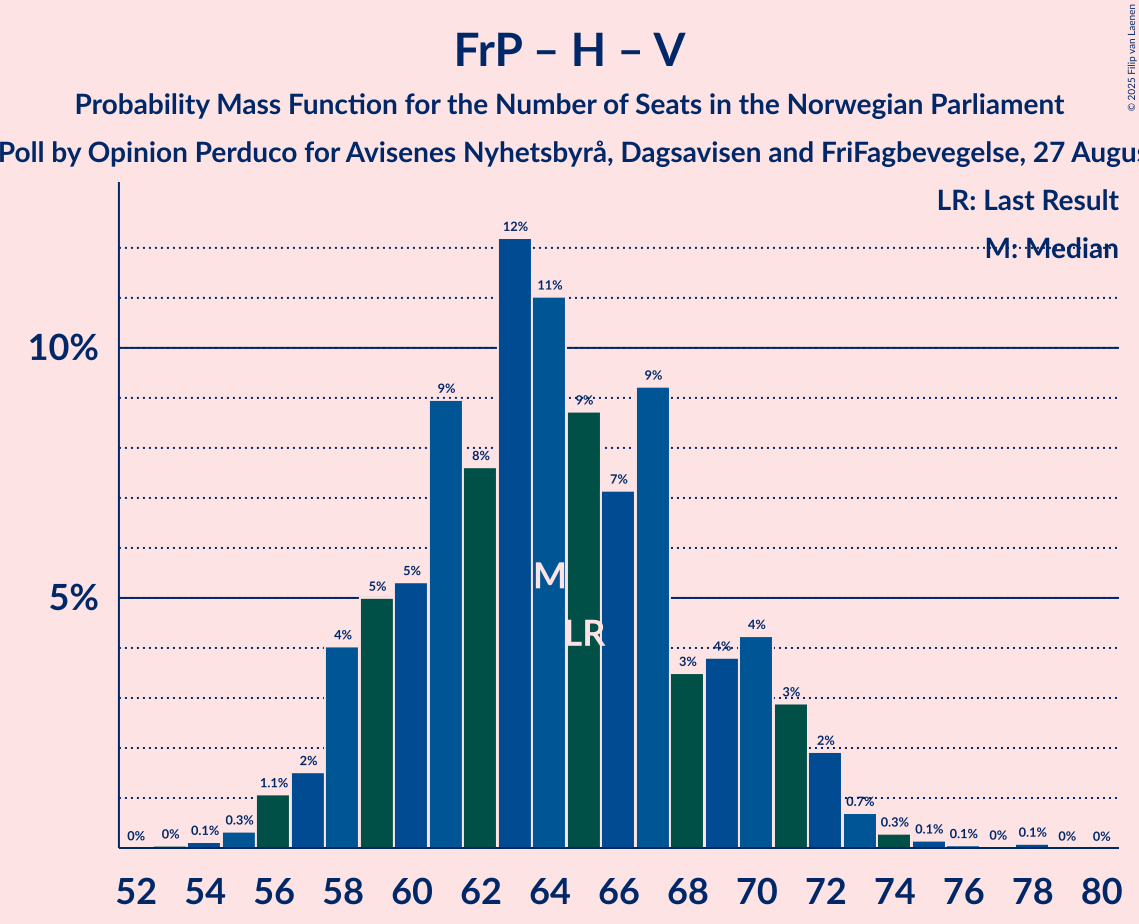 FrP – H – V
Probability Mass Function for the Number of Seats in the Norwegian Parliament
Poll by Opinion Perduco for Avisenes Nyhetsbyrå, Dagsavisen and FriFagbevegelse, 27 Augus
© 2025 Filip van Laenen
LR: Last Result
M: Median
10%
5%
0% 0% 0.1% 0.3% 1.1% 2% 4% 5% 5% 9% 8% 12% 11% 9% 7% 9% 3% 4% 4% 3% 2% 0.7% 0.3% 0.1% 0.1% 0% 0.1% 0% 0%
M
LR
52 54 56 58 60 62 64 66 68 70 72 74 76 78 80